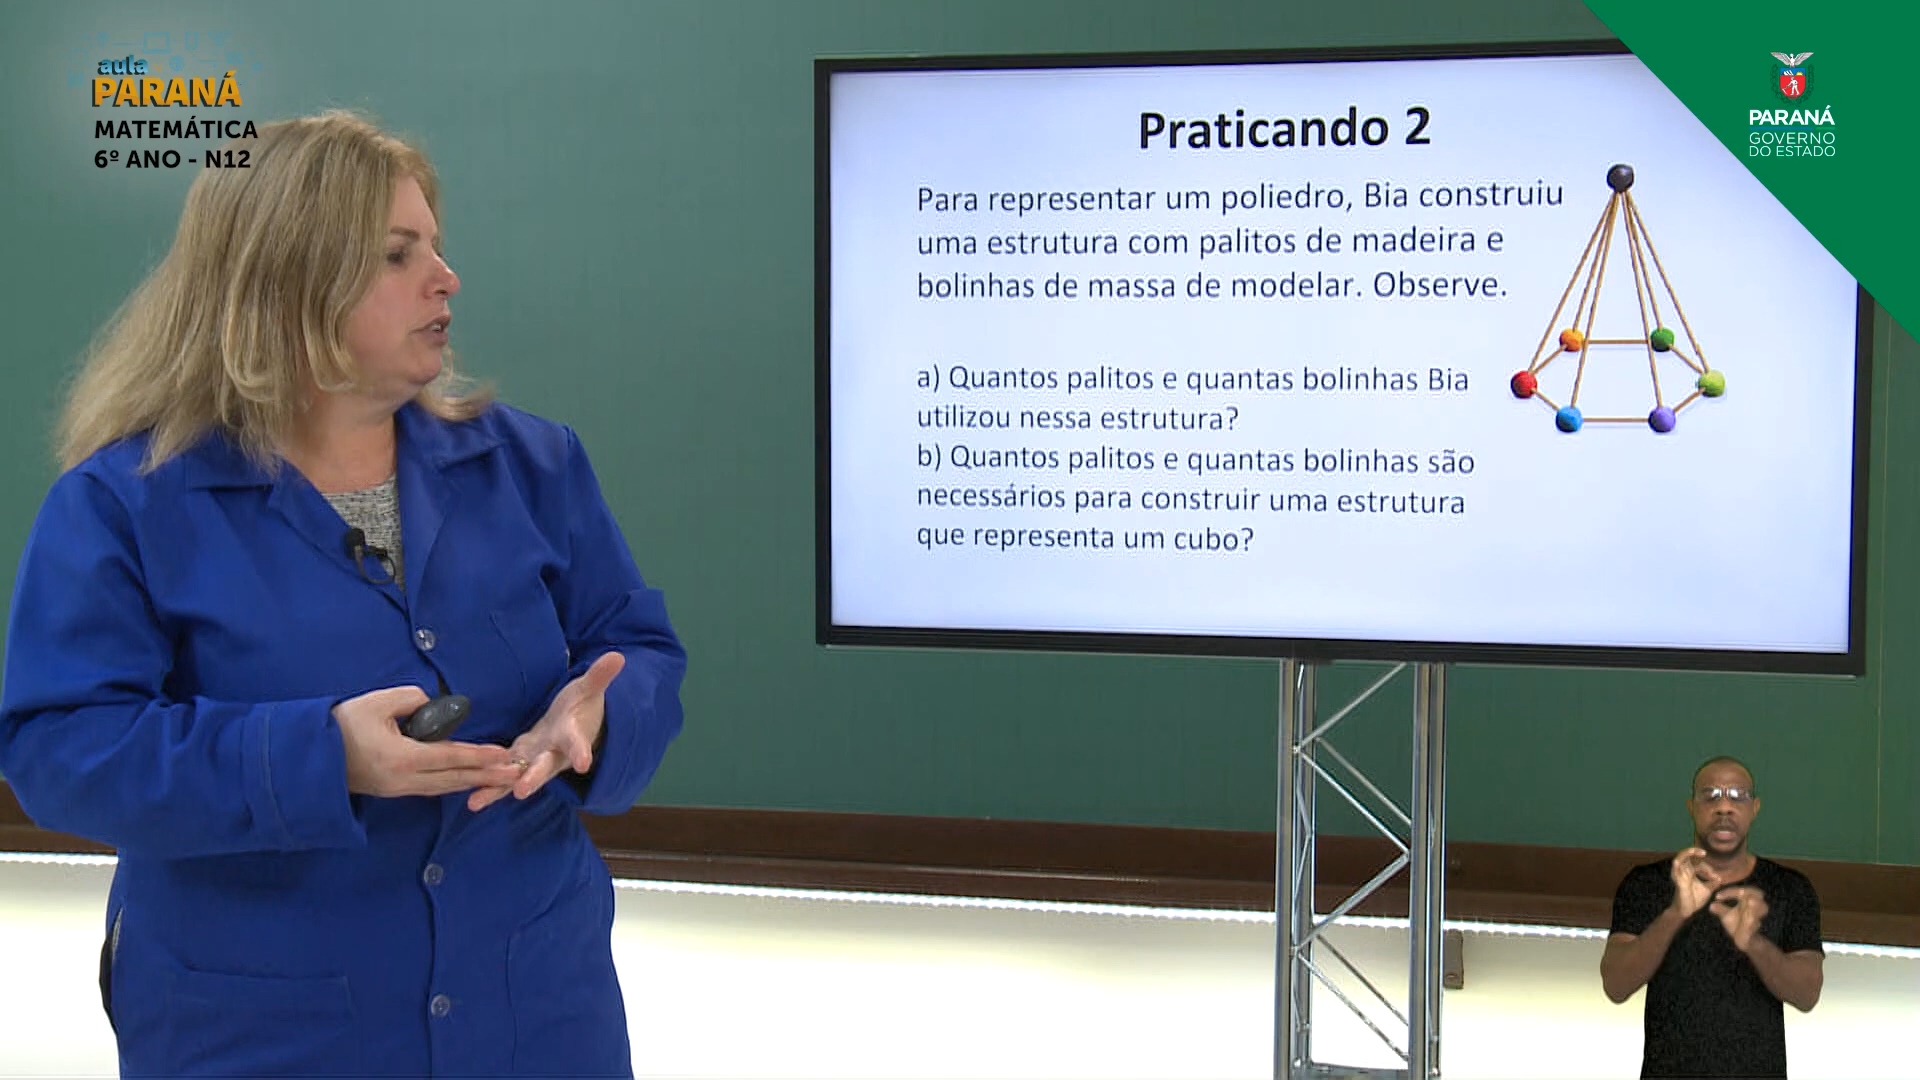 aula
PARANÁ
MATEMÁTICA
6º ANO - N12
PARANÁ
GOVERNO
DO ESTADO
Praticando 2
Para representar um poliedro, Bia construiu
uma estrutura com palitos de madeira e
bolinhas de massa de modelar. Observe.
a) Quantos palitos e quantas bolinhas Bia
utilizou nessa estrutura?
b) Quantos palitos e quantas bolinhas são
necessários para construir uma estrutura
que representa um cubo?